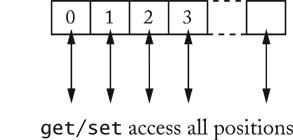 0 1 2 3
get/set access all positions